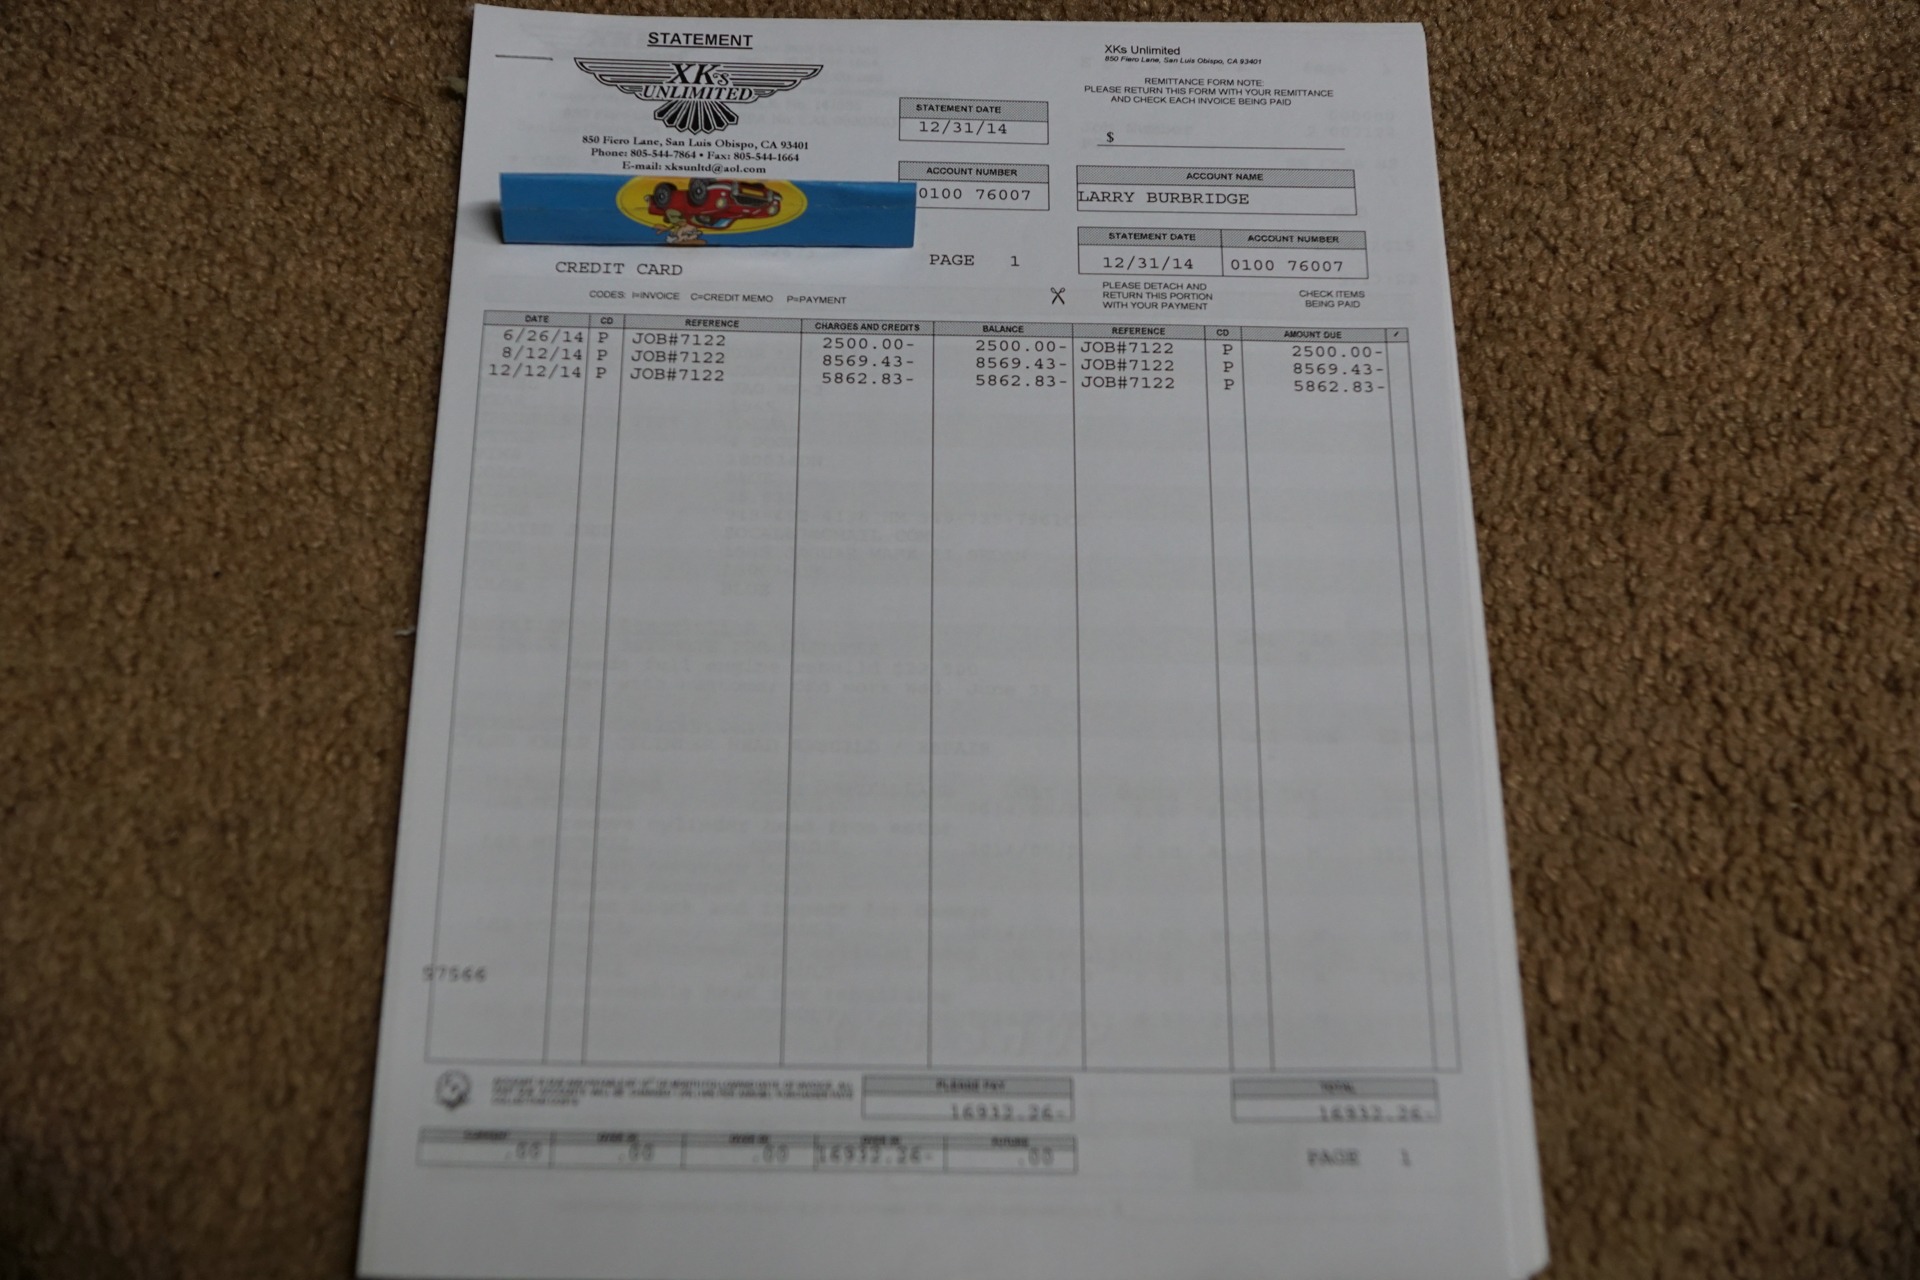 STATEMENT
XKs
UNLIMITED
850 Fiero Lane, San Luis Obispo, CA 93401
Phone: 805-544-7864 • Fax: 805-544-1664
E-mail: xksunltd@aol.com
STATEMENT DATE
12/31/14
ACCOUNT NUMBER
0100 76007
XKs Unlimited
850 Fiero Lane, San Luis Obispo, CA 93401
REMITTANCE FORM NOTE:
PLEASE RETURN THIS FORM WITH YOUR REMITTANCE
AND CHECK EACH INVOICE BEING PAID
$
ACCOUNT NAME
LARRY BURBRIDGE
STATEMENT DATE ACCOUNT NUMBER
12/31/14 0100 76007
CREDIT CARD
PAGE 1
CODES: I=INVOICE C=CREDIT MEMO P=PAYMENT
PLEASE DETACH AND
RETURN THIS PORTION
WITH YOUR PAYMENT
CHECK ITEMS
BEING PAID
DATE CD REFERENCE CHARGES AND CREDITS BALANCE REFERENCE CD AMOUNT DUE ✓
6/26/14 P JOB#7122 2500.00- 2500.00- JOB#7122 P 2500.00-
8/12/14 P JOB#7122 8569.43- 8569.43- JOB#7122 P 8569.43-
12/12/14 P JOB#7122 5862.83- 5862.83- JOB#7122 P 5862.83-
57566
PLEASE PAY
16932.26-
TOTAL
16932.26-
CURRENT
.00 .00 .00 16932.26- .00
PAGE 1